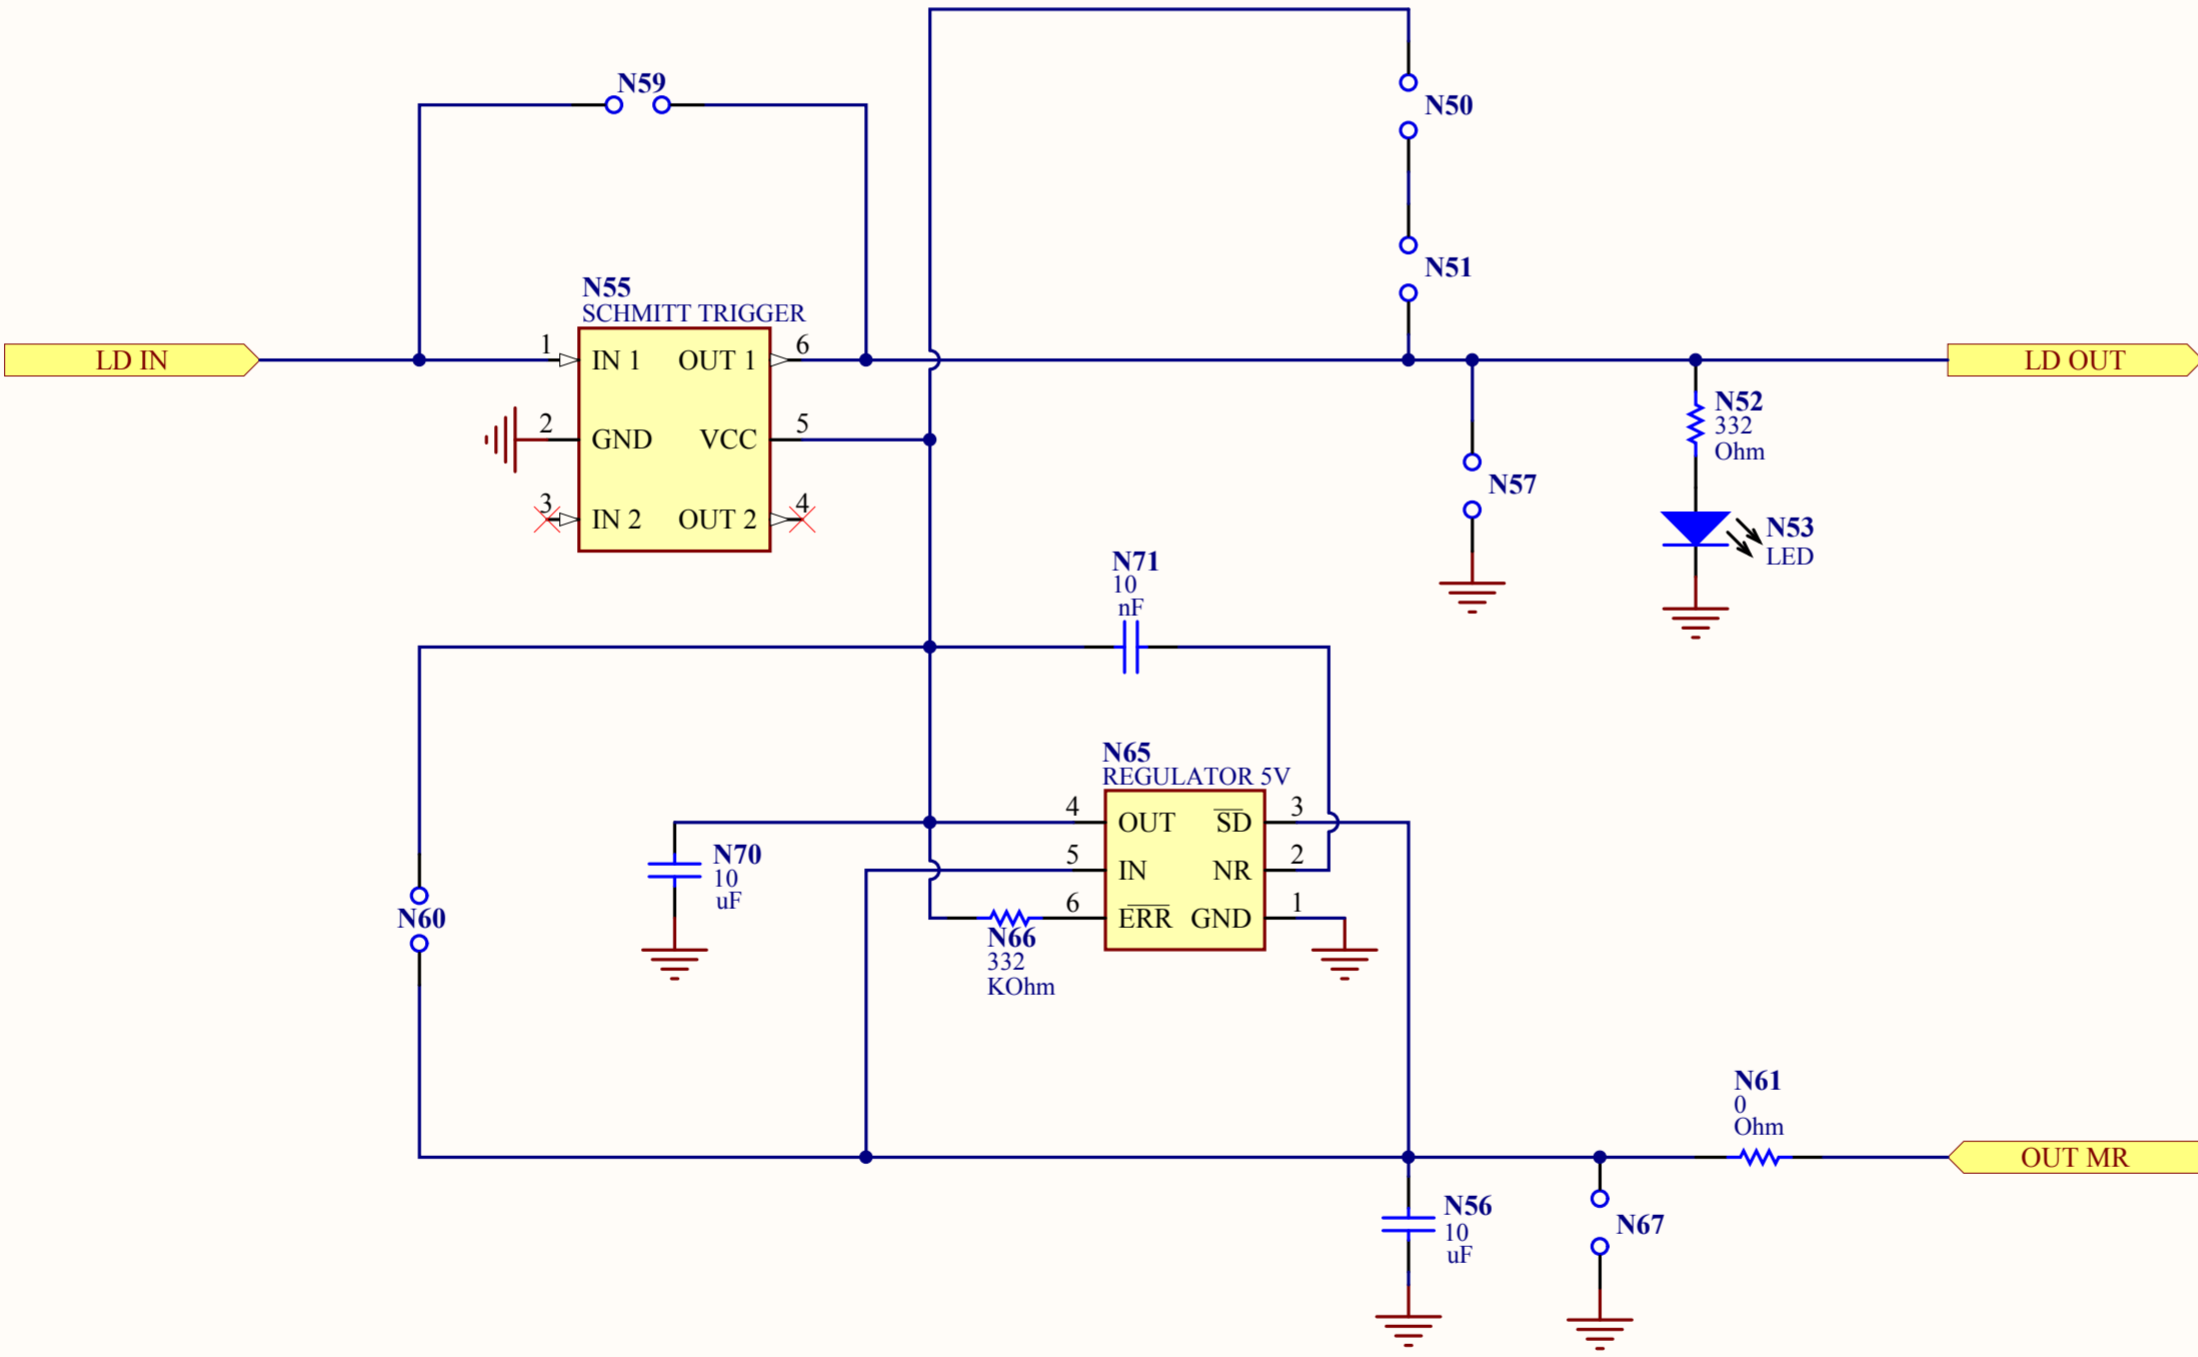 N59
N50
N51
N55
SCHMITT TRIGGER
LD IN
1
IN 1
OUT 1
6
LD OUT
2
GND
VCC
5
3
IN 2
OUT 2
4
N52
332
Ohm
N57
N53
LED
N71
10
nF
N65
REGULATOR 5V
4
OUT
SD
3
5
IN
NR
2
6
ERR
GND
1
N70
10
uF
N60
N66
332
KOhm
N61
0
Ohm
OUT MR
N56
10
uF
N67